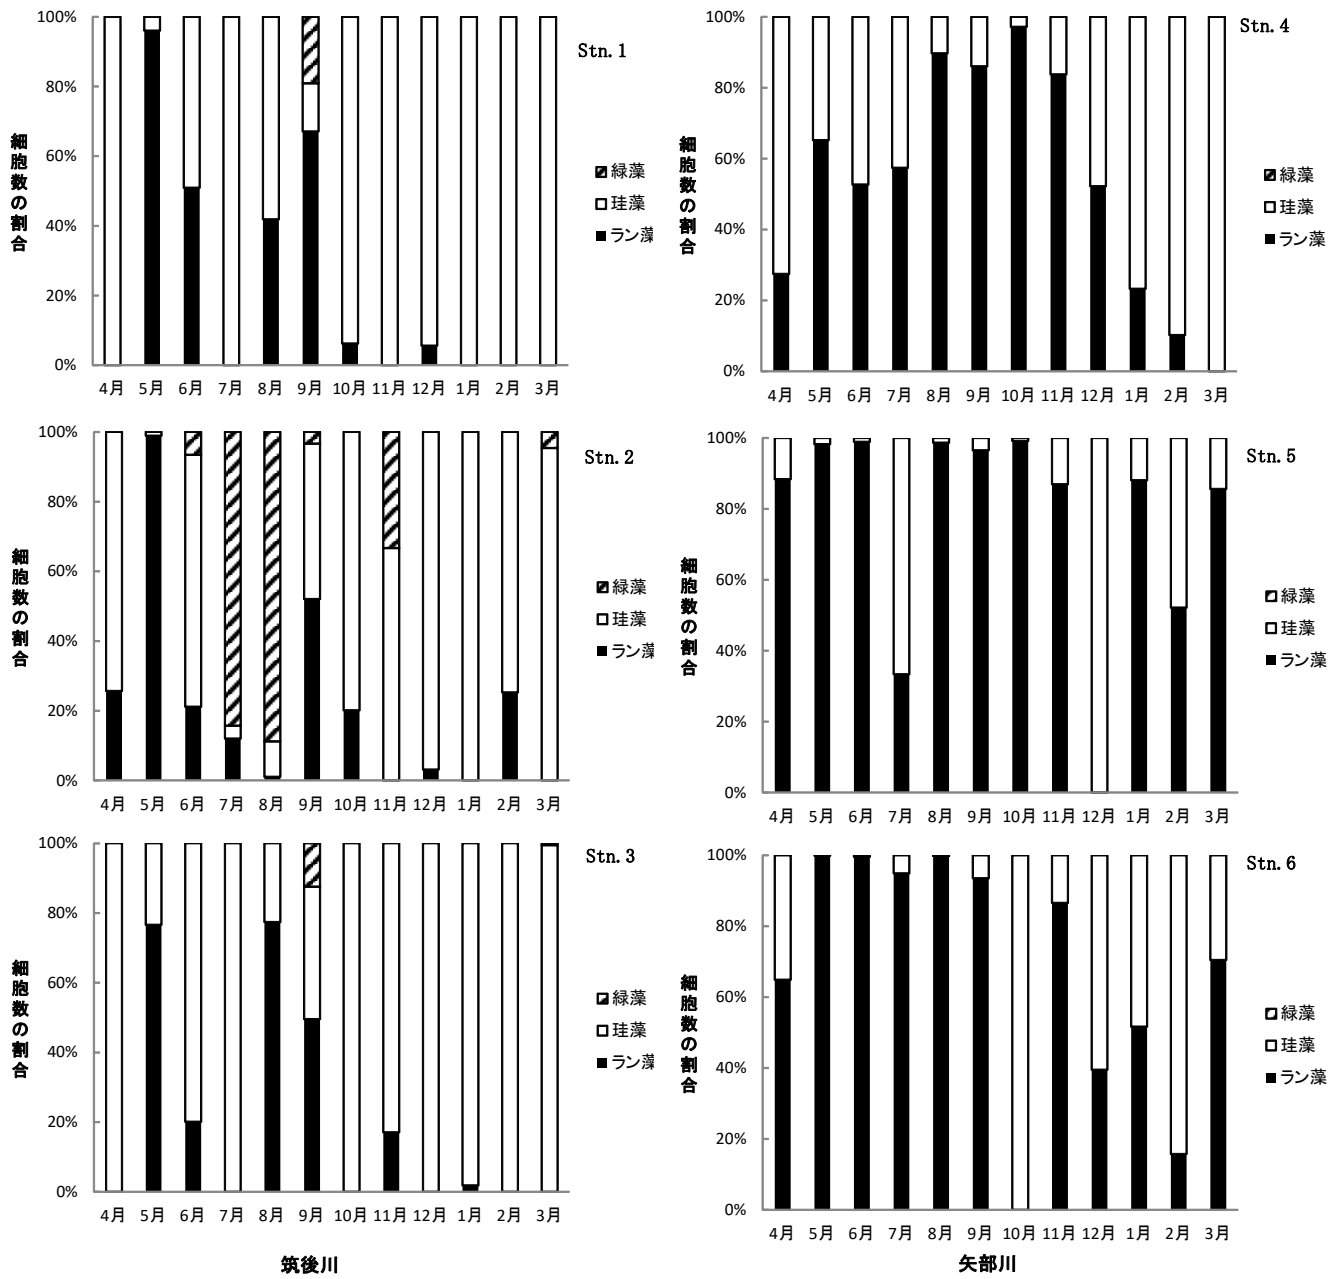 Stn. 1
細胞数の割合
100%
80%
60%
40%
20%
0%
緑藻
珪藻
ラン藻
4月 5月 6月 7月 8月 9月 10月 11月 12月 1月 2月 3月
Stn. 2
細胞数の割合
100%
80%
60%
40%
20%
0%
緑藻
珪藻
ラン藻
4月 5月 6月 7月 8月 9月 10月 11月 12月 1月 2月 3月
Stn. 3
細胞数の割合
100%
80%
60%
40%
20%
0%
緑藻
珪藻
ラン藻
4月 5月 6月 7月 8月 9月 10月 11月 12月 1月 2月 3月
筑後川
Stn. 4
細胞数の割合
100%
80%
60%
40%
20%
0%
緑藻
珪藻
ラン藻
4月 5月 6月 7月 8月 9月 10月 11月 12月 1月 2月 3月
Stn. 5
細胞数の割合
100%
80%
60%
40%
20%
0%
緑藻
珪藻
ラン藻
4月 5月 6月 7月 8月 9月 10月 11月 12月 1月 2月 3月
Stn. 6
細胞数の割合
100%
80%
60%
40%
20%
0%
緑藻
珪藻
ラン藻
4月 5月 6月 7月 8月 9月 10月 11月 12月 1月 2月 3月
矢部川